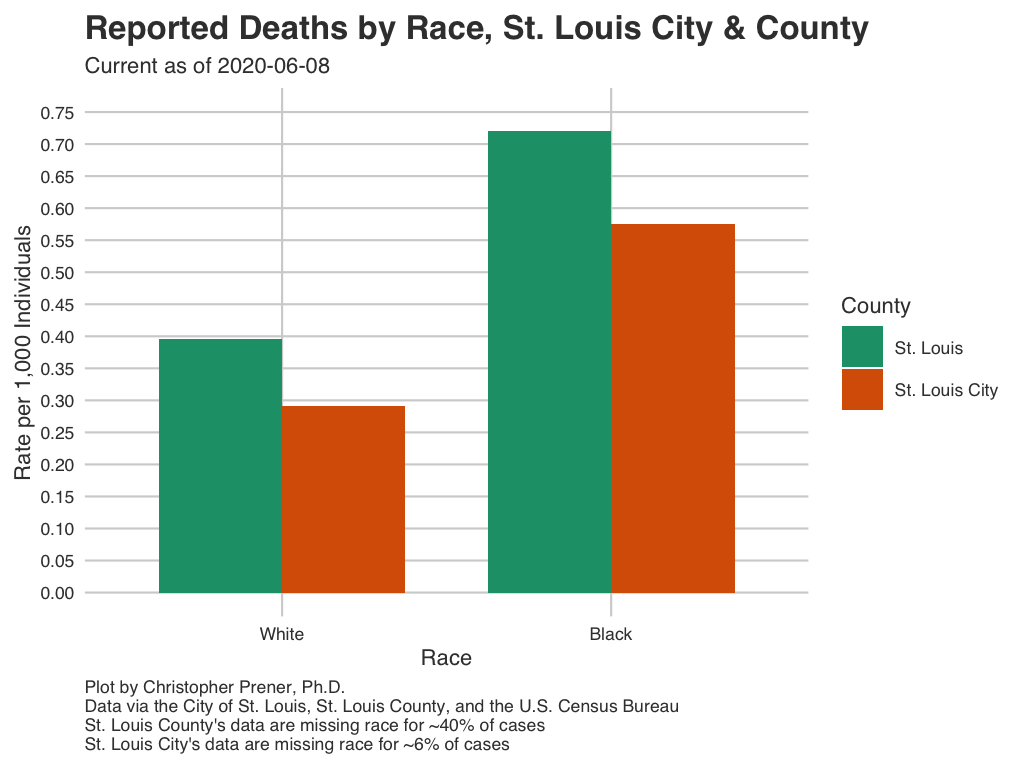 Reported Deaths by Race, St. Louis City & County
Current as of 2020-06-08
0.75
0.70
0.65
0.60
0.55
0.50
0.45
0.40
0.35
0.30
0.25
0.20
0.15
0.10
0.05
0.00
Rate per 1,000 Individuals
White
Black
Race
County
St. Louis
St. Louis City
Plot by Christopher Prener, Ph.D.
Data via the City of St. Louis, St. Louis County, and the U.S. Census Bureau
St. Louis County's data are missing race for ~40% of cases
St. Louis City's data are missing race for ~6% of cases